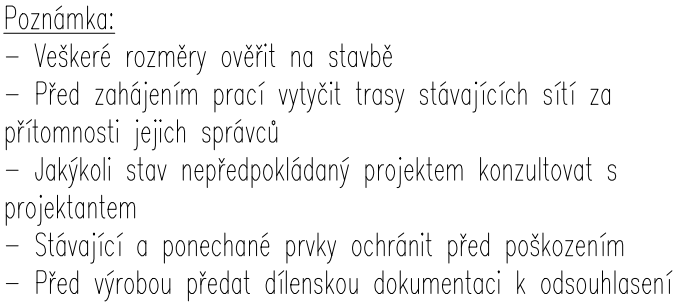 Poznámka:
- Veškeré rozměry ověřit na stavbě
- Před zahájením prací vytyčit trasy stávajících sítí za
přítomnosti jejich správců
- Jakýkoli stav nepředpokládaný projektem konzultovat s
projektantem
- Stávající a ponechané prvky ochránit před poškozením
- Před výrobou předat dílenskou dokumentaci k odsouhlasení